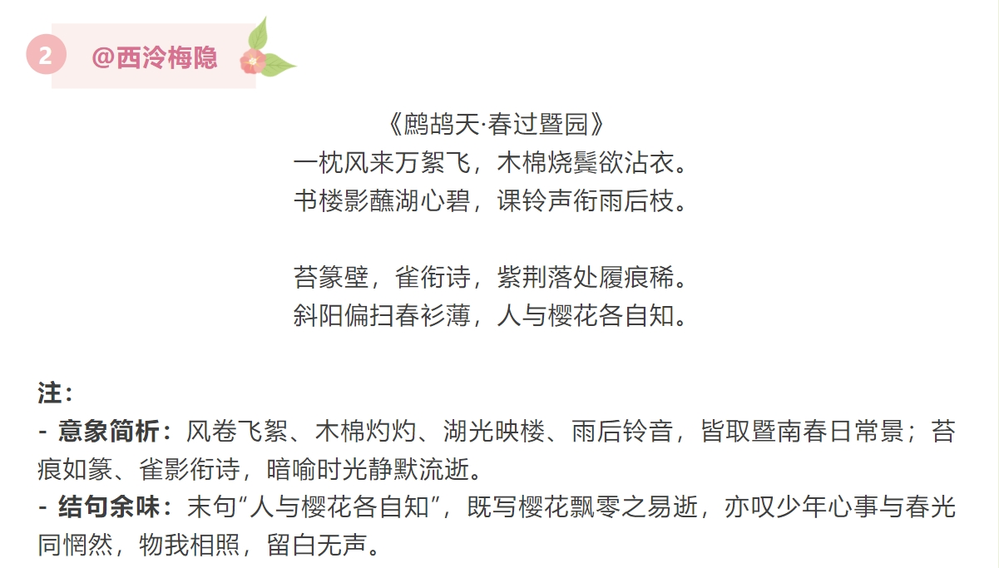 2
@西泠梅隐
《鹧鸪天·春过暨园》
一枕风来万絮飞，木棉烧鬓欲沾衣。
书楼影蘸湖心碧，课铃声衔雨后枝。
苔篆壁，雀衔诗，紫荆落处履痕稀。
斜阳偏扫春衫薄，人与樱花各自知。
注：
- 意象简析：风卷飞絮、木棉灼灼、湖光映楼、雨后铃音，皆取暨南春日常景；苔
痕如篆、雀影衔诗，暗喻时光静默流逝。
- 结句余味：末句“人与樱花各自知”，既写樱花飘零之易逝，亦叹少年心事与春光
同惘然，物我相照，留白无声。